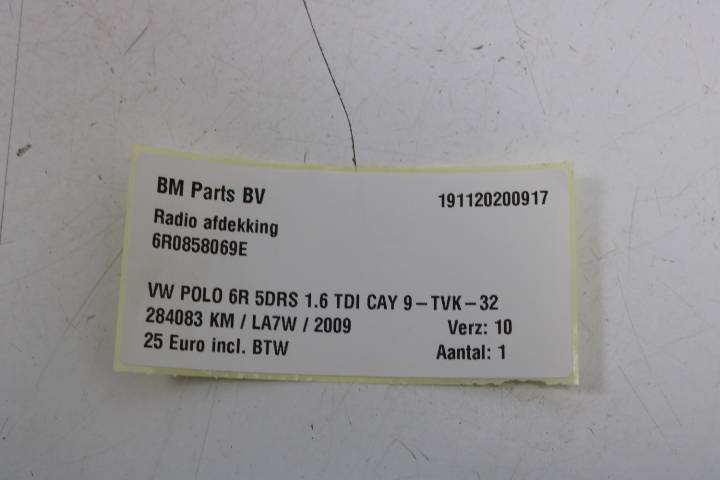 BM Parts BV 191120200917
Radio afdekking
6R0858069E
VW POLO 6R 5DRS 1.6 TDI CAY 9-TVK-32
284083 KM / LA7W / 2009 Verz: 10
25 Euro incl. BTW Aantal: 1